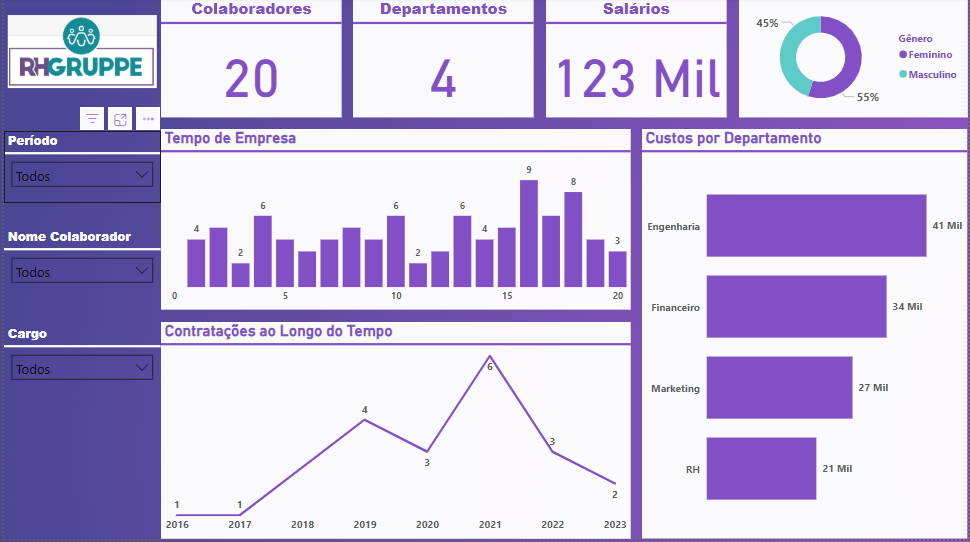 RHGRUPPE
Período
Todos
Nome Colaborador
Todos
Cargo
Todos
Colaboradores
20
Departamentos
4
Salários
123 Mil
45%
55%
Gênero
Feminino
Masculino
Tempo de Empresa
4
2
6
6
2
6
4
9
8
3
0
5
10
15
20
Contratações ao Longo do Tempo
1
1
4
3
6
3
2
2016
2017
2018
2019
2020
2021
2022
2023
Custos por Departamento
Engenharia
41 Mil
Financeiro
34 Mil
Marketing
27 Mil
RH
21 Mil